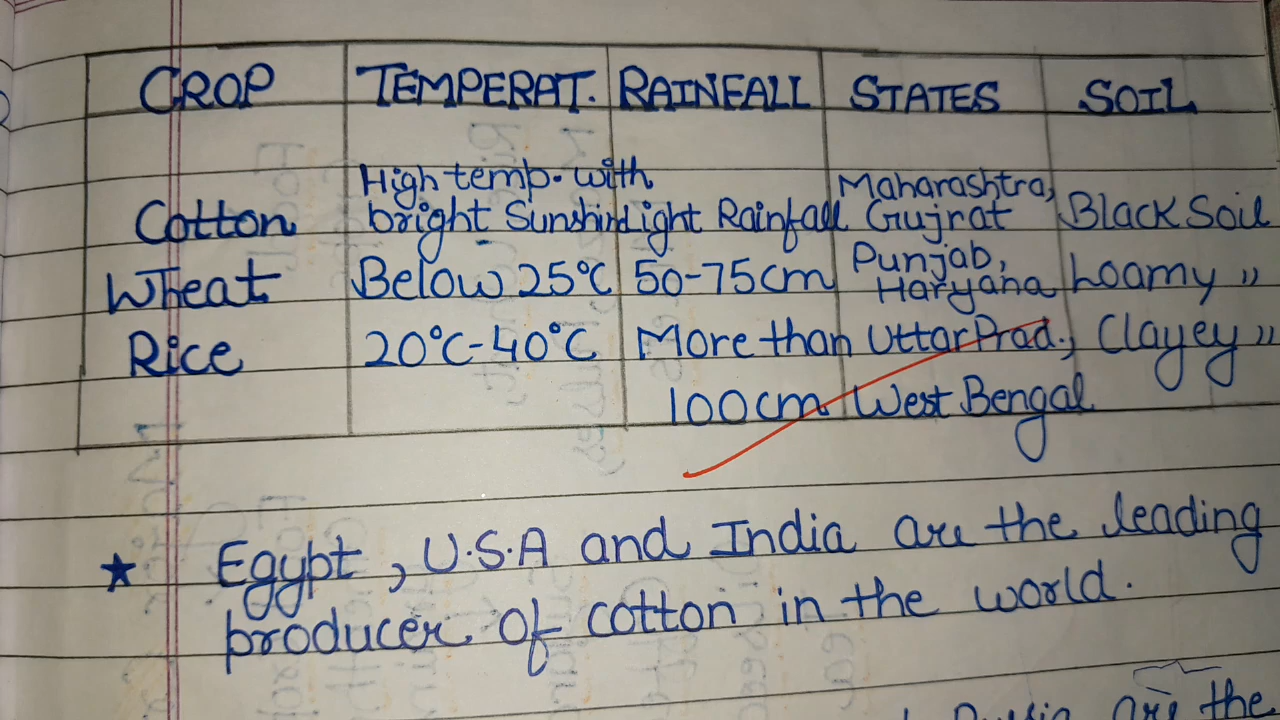 CROP TEMPERAT. RAINFALL STATES SOIL
High temp. with Maharashtra,
Cotton bright Sunshin Light Rainfall Gujrat Black Soil
Wheat Below 25°C 50-75cm Punjab, Haryana Loamy "
Rice 20°C-40°C More than Uttar Prad., Clayey "
100cm West Bengal
★ Egypt, U.S.A and India are the leading
producer of cotton in the world.
are the